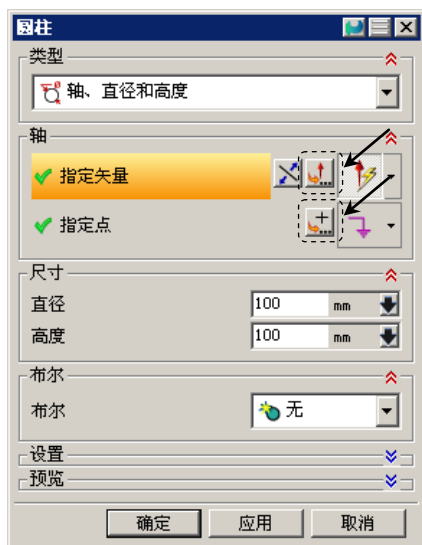 圆柱
类型
轴、直径和高度
轴
指定矢量
指定点
尺寸
直径 100 mm
高度 100 mm
布尔
布尔 无
设置
预览
确定 应用 取消